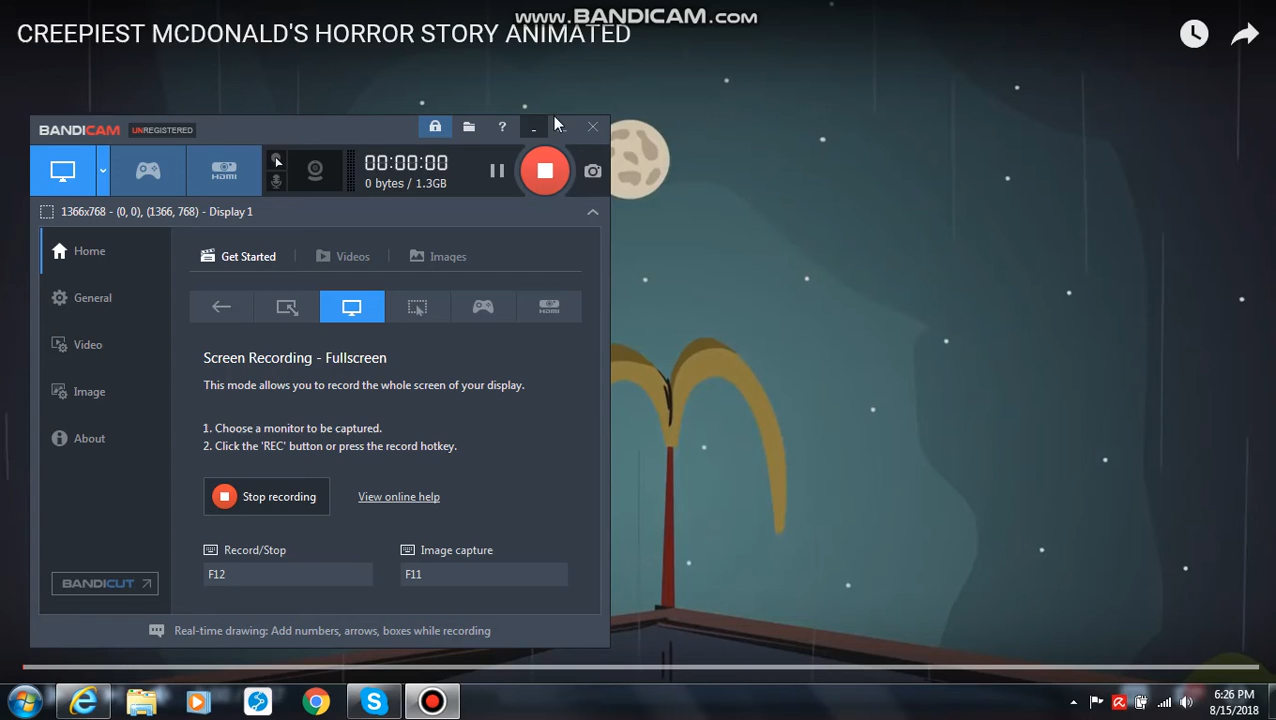 www.BANDICAM.com
CREEPIEST MCDONALD'S HORROR STORY ANIMATED
BANDICAM UNREGISTERED
?
HDMI
00:00:00
0 bytes / 1.3GB
1366x768 - (0, 0), (1366, 768) - Display 1
Home
Get Started
Videos
Images
General
HDMI
Video
Screen Recording - Fullscreen
This mode allows you to record the whole screen of your display.
Image
1. Choose a monitor to be captured.
About
2. Click the 'REC' button or press the record hotkey.
Stop recording
View online help
Record/Stop
Image capture
F12
F11
BANDICUT
Real-time drawing: Add numbers, arrows, boxes while recording
6:26 PM
8/15/2018